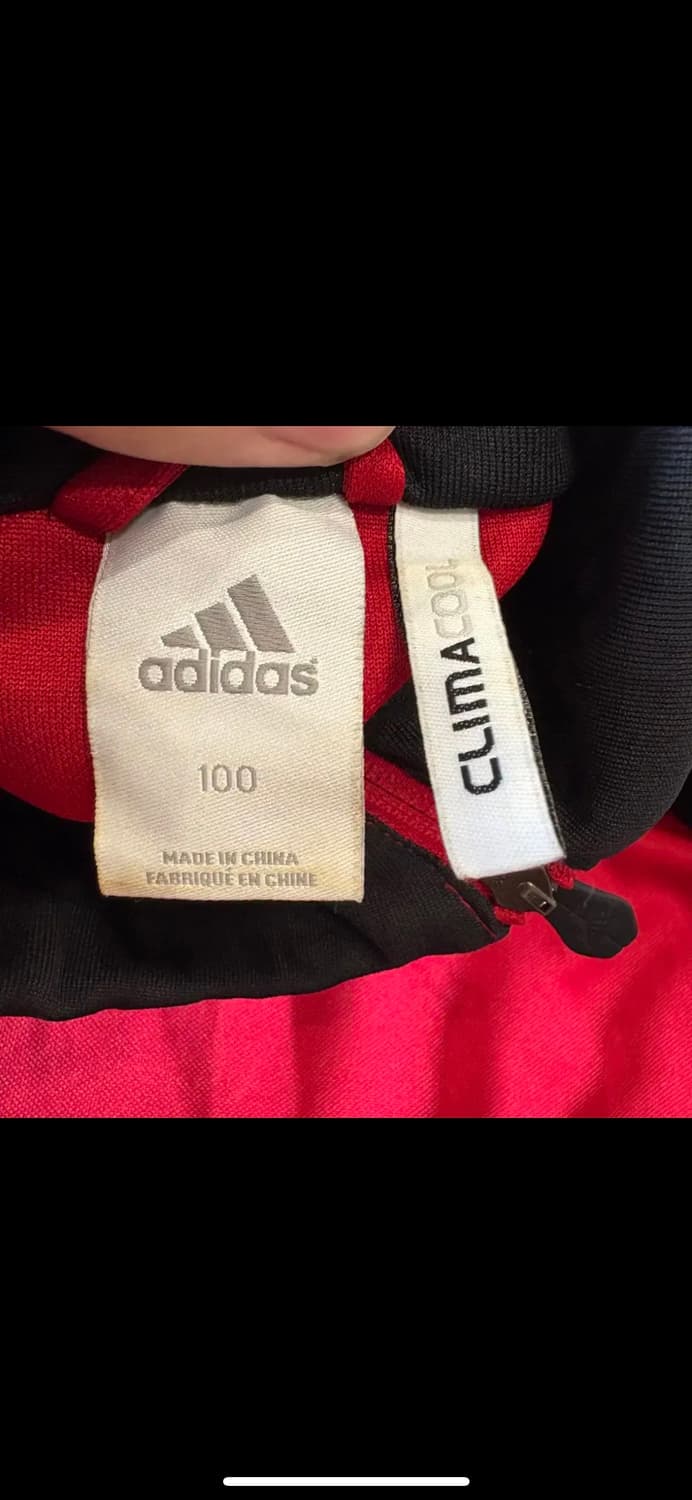 adidas
100
MADE IN CHINA
FABRIQUÉ EN CHINE
CLIMACOOL